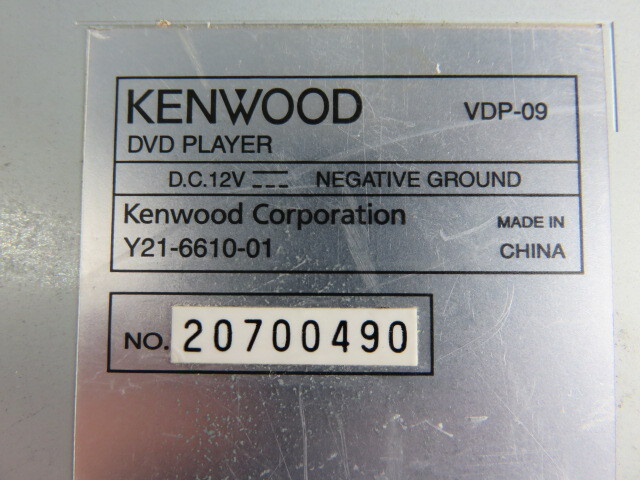 KENWOOD VDP-09
DVD PLAYER
D.C.12V ⎓ NEGATIVE GROUND
Kenwood Corporation MADE IN
Y21-6610-01 CHINA
NO. 20700490